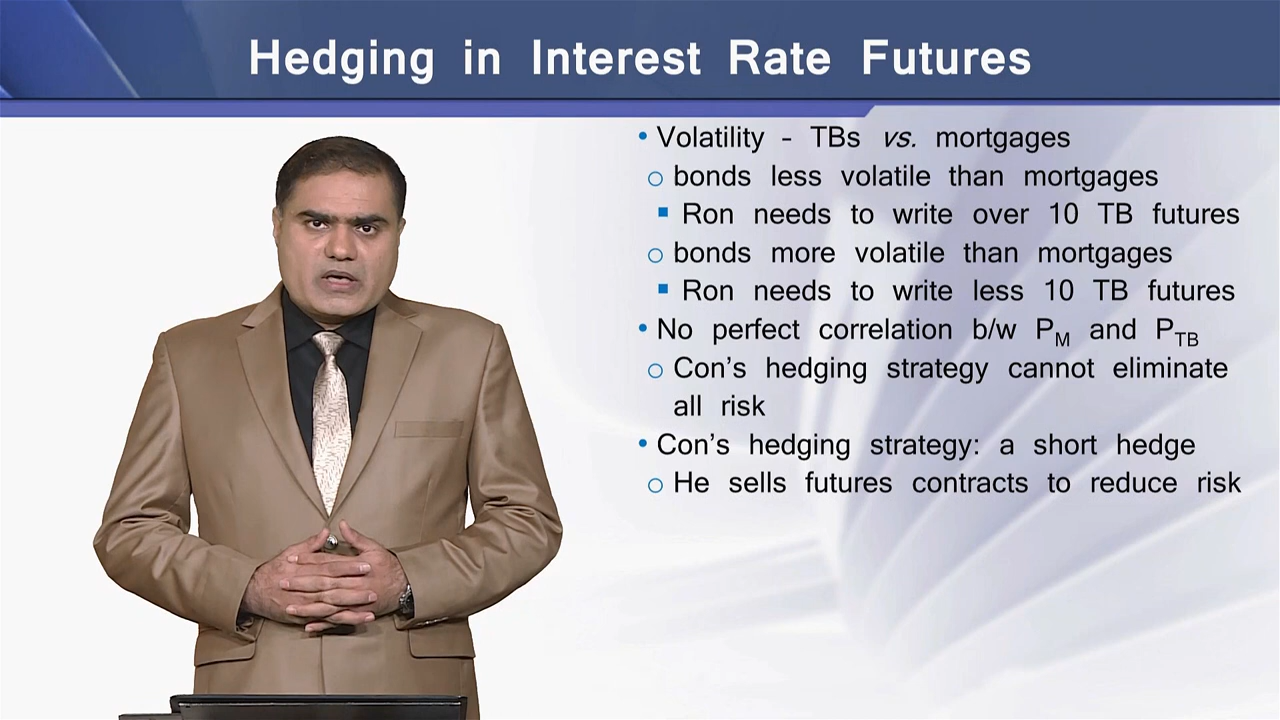 Hedging in Interest Rate Futures
• Volatility - TBs vs. mortgages
o bonds less volatile than mortgages
▪ Ron needs to write over 10 TB futures
o bonds more volatile than mortgages
▪ Ron needs to write less 10 TB futures
• No perfect correlation b/w PM and PTB
o Con's hedging strategy cannot eliminate
all risk
• Con's hedging strategy: a short hedge
o He sells futures contracts to reduce risk